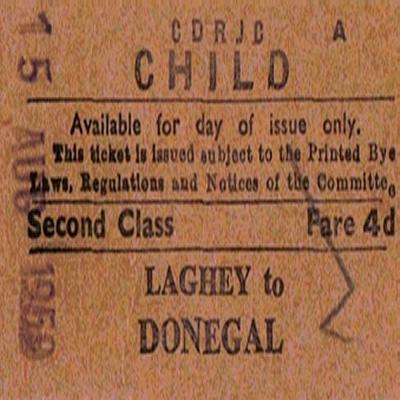 CDRJC A
CHILD
Available for day of issue only.
This ticket is issued subject to the Printed Bye
Laws, Regulations and Notices of the Committe
Second Class Fare 4d
LAGHEY to
DONEGAL
15 AUG 1959